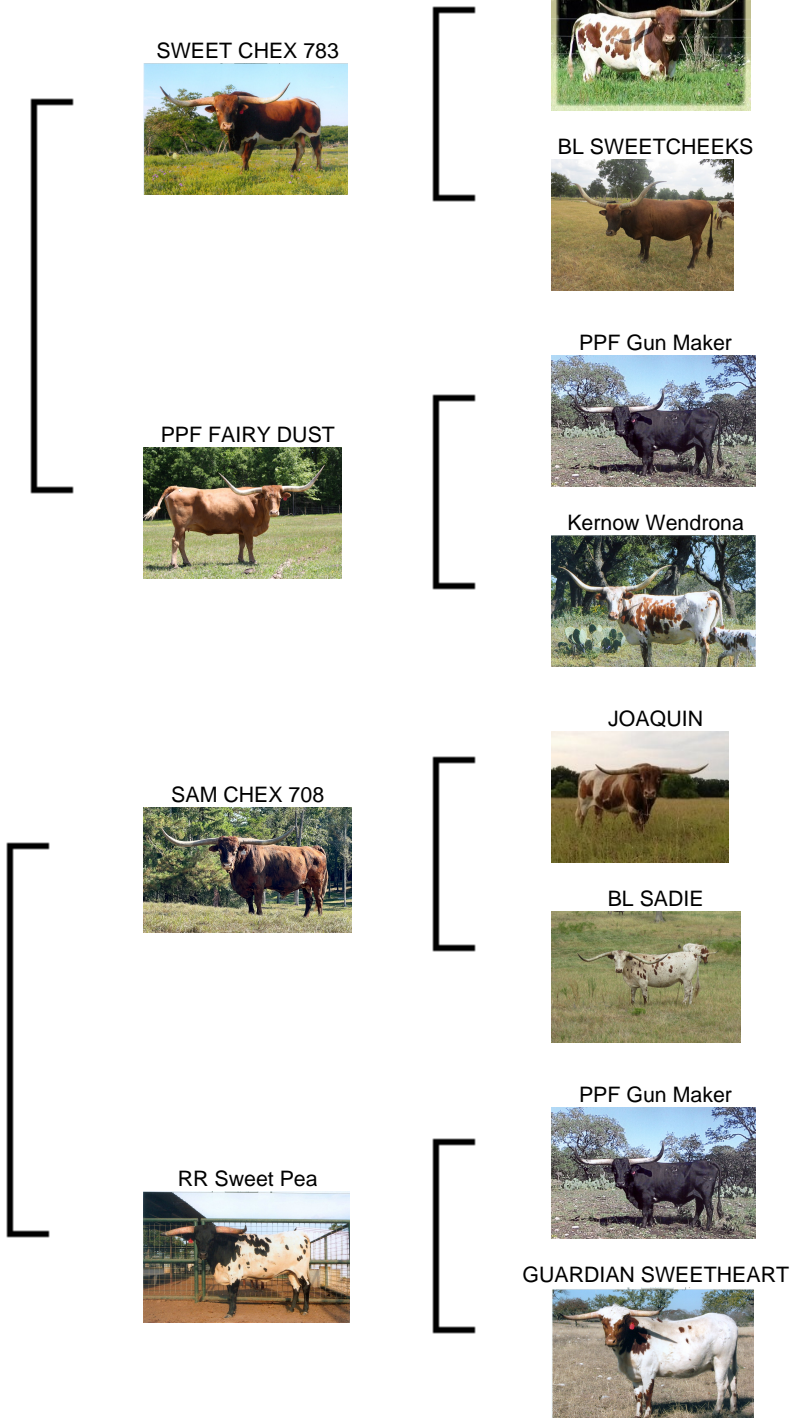 SWEET CHEX 783
BL SWEETCHEEKS
PPF Gun Maker
PPF FAIRY DUST
Kernow Wendrona
JOAQUIN
SAM CHEX 708
BL SADIE
PPF Gun Maker
RR Sweet Pea
GUARDIAN SWEETHEART